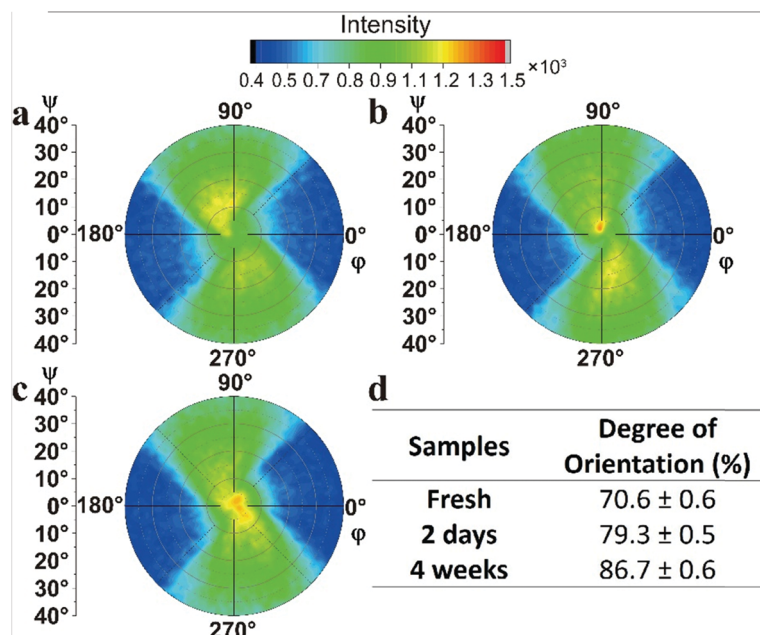 Intensity
0.4 0.5 0.7 0.8 0.9 1.1 1.2 1.3 1.5 ×10³
a
ψ
90°
40°
30°
20°
10°
0°
10°
20°
30°
40°
180°
0°
φ
270°
b
ψ
90°
40°
30°
20°
10°
0°
10°
20°
30°
40°
180°
0°
φ
270°
c
ψ
90°
40°
30°
20°
10°
0°
10°
20°
30°
40°
180°
0°
φ
270°
d
Samples
Degree of
Orientation (%)
Fresh 70.6 ± 0.6
2 days 79.3 ± 0.5
4 weeks 86.7 ± 0.6